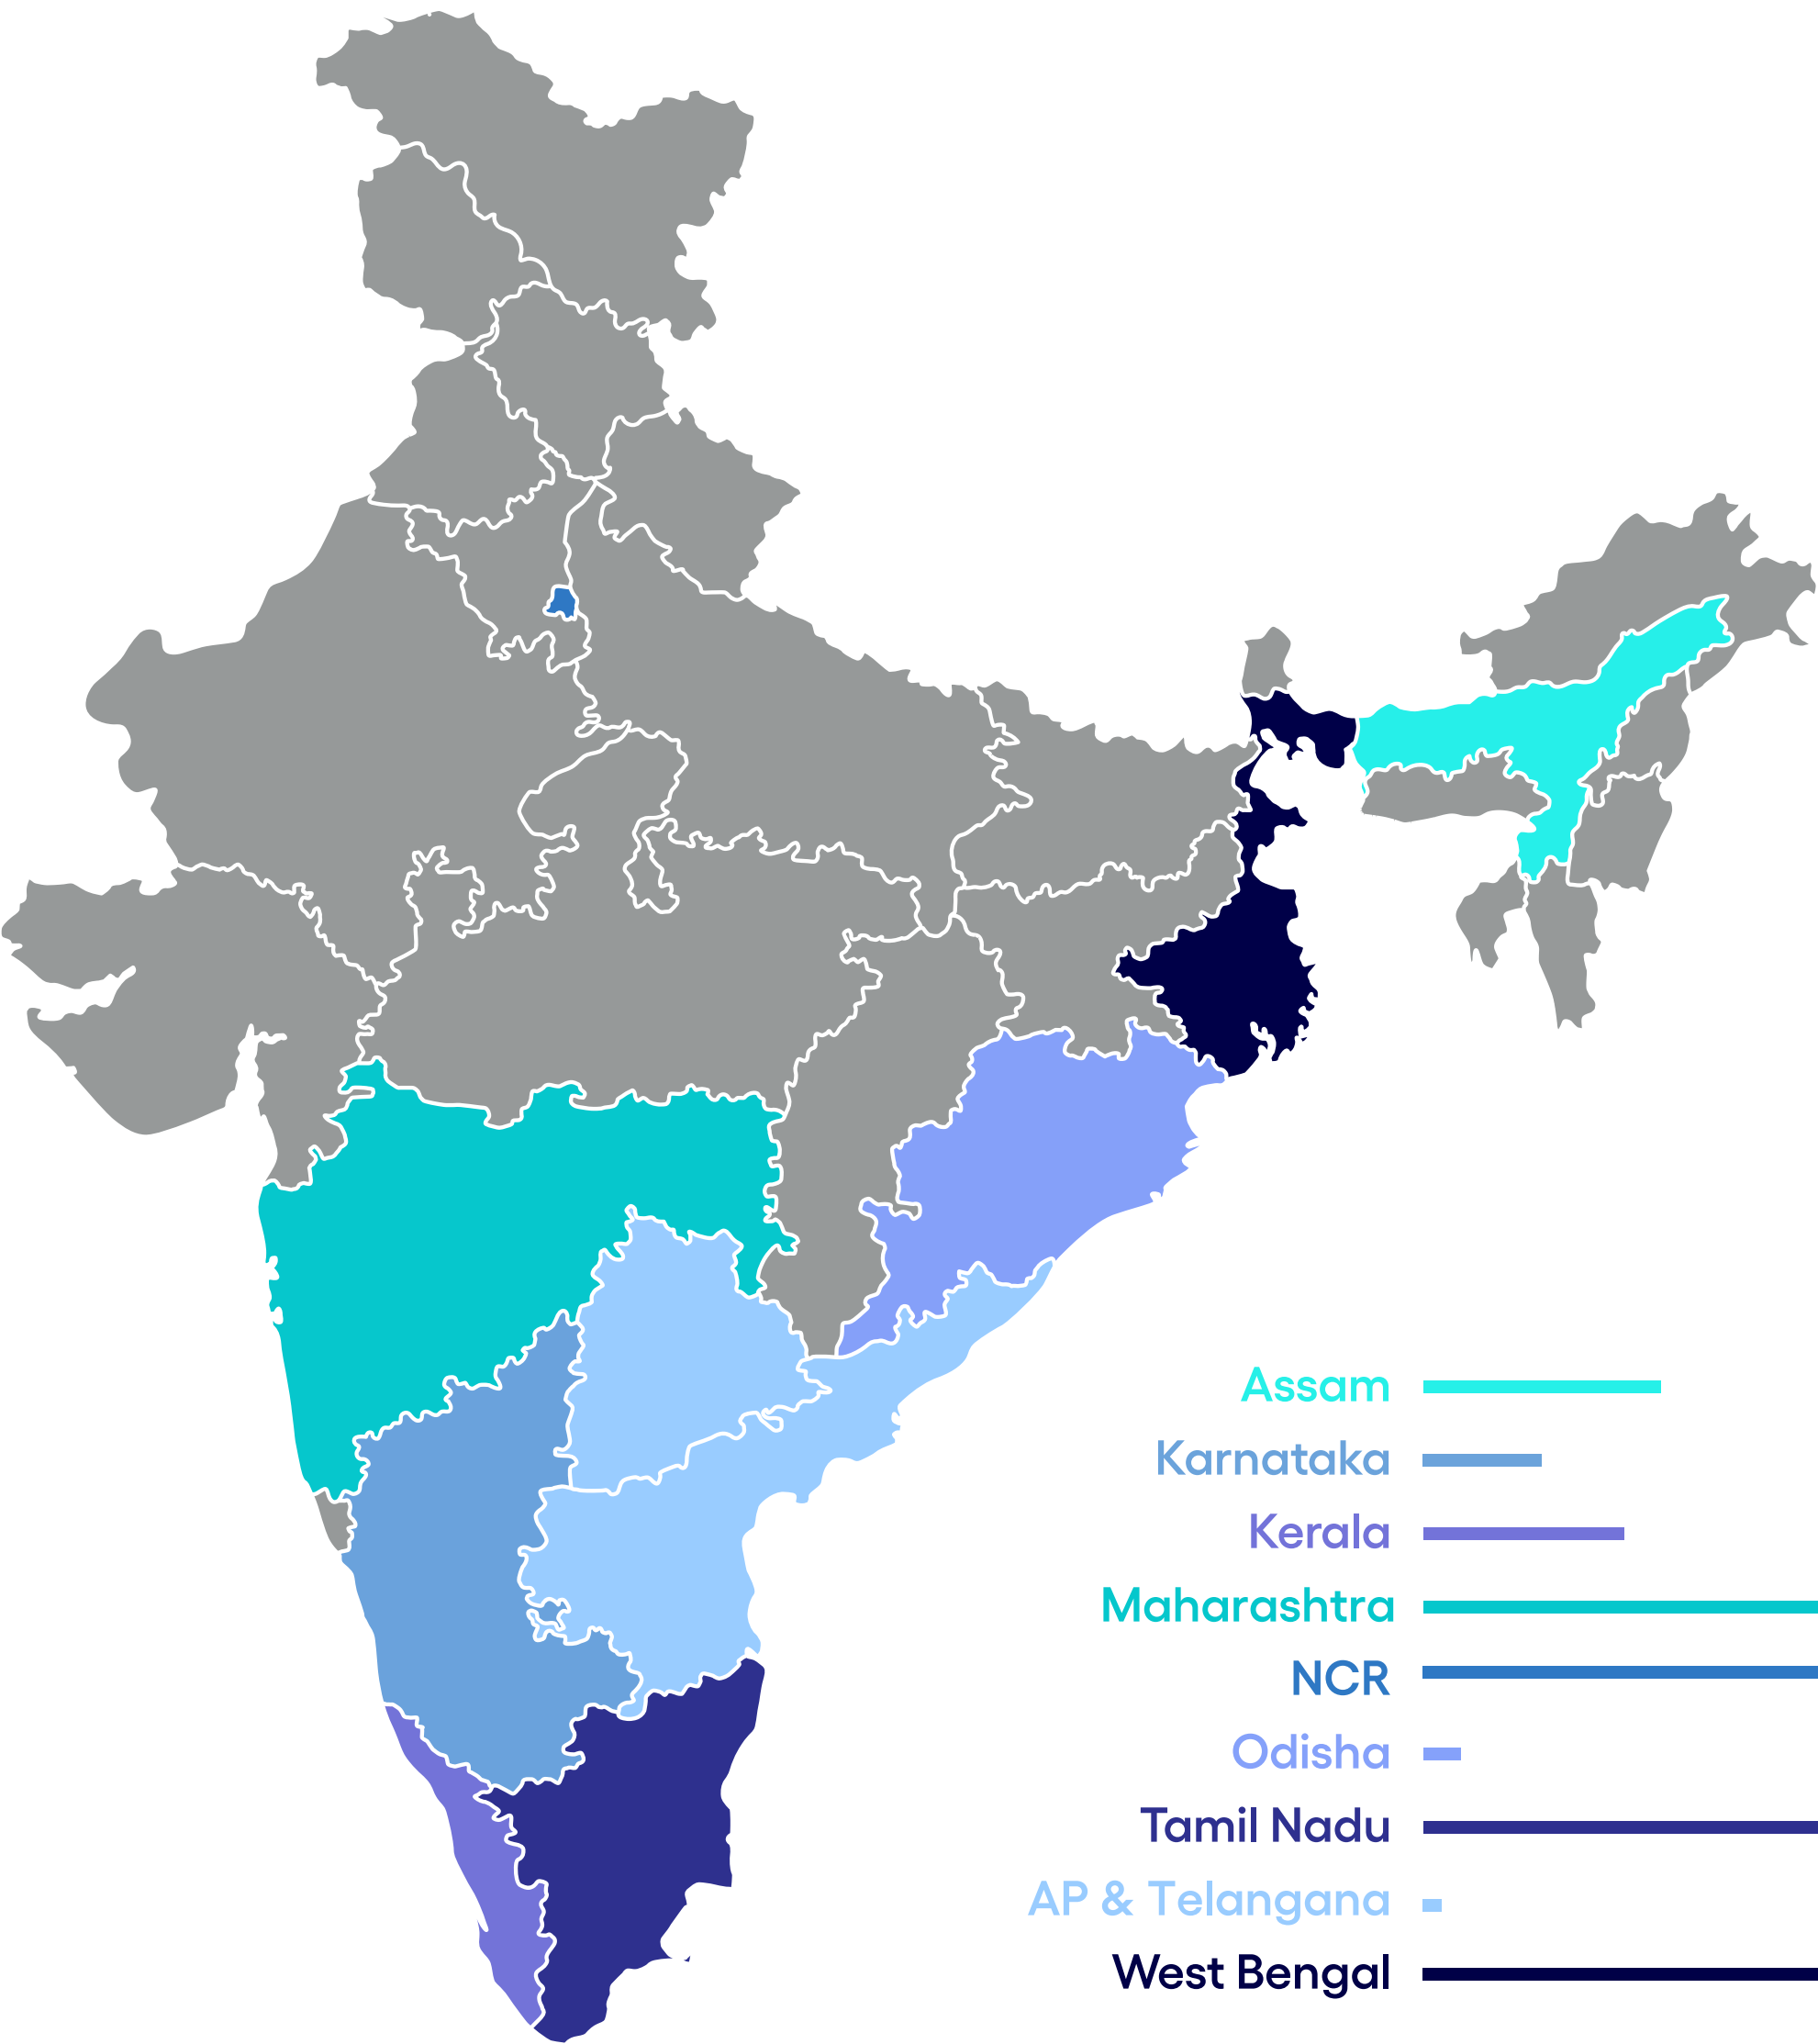 Assam
Karnataka
Kerala
Maharashtra
NCR
Odisha
Tamil Nadu
AP & Telangana
West Bengal